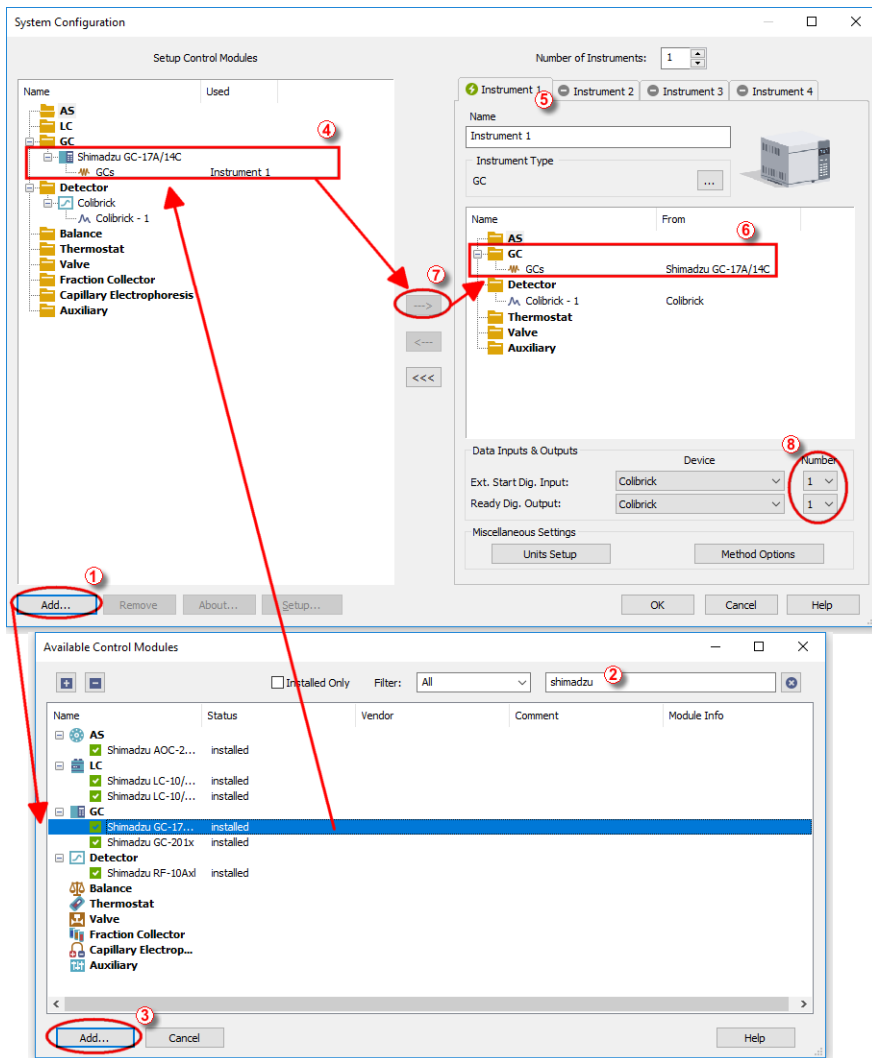 System Configuration
Setup Control Modules
Number of Instruments: 1
Name Used
AS
LC
GC
④
Shimadzu GC-17A/14C
GCs Instrument 1
Detector
Colibrick
Colibrick - 1
Balance
Thermostat
Valve
Fraction Collector
Capillary Electrophoresis
Auxiliary
⑦
--->
<---
<<<
Instrument 1 Instrument 2 Instrument 3 Instrument 4
⑤
Name
Instrument 1
Instrument Type
GC ...
Name From
⑥
AS
GC
GCs Shimadzu GC-17A/14C
Detector
Colibrick - 1 Colibrick
Thermostat
Valve
Auxiliary
⑧
Data Inputs & Outputs
Device Number
Ext. Start Dig. Input: Colibrick 1
Ready Dig. Output: Colibrick 1
Miscellaneous Settings
Units Setup Method Options
①
Add... Remove About... Setup...
OK Cancel Help
Available Control Modules
Installed Only Filter: All shimadzu ②
Name Status Vendor Comment Module Info
AS
Shimadzu AOC-2... installed
LC
Shimadzu LC-10/... installed
Shimadzu LC-10/... installed
GC
Shimadzu GC-17... installed
Shimadzu GC-201x installed
Detector
Shimadzu RF-10Axl installed
Balance
Thermostat
Valve
Fraction Collector
Capillary Electrop...
Auxiliary
③
Add... Cancel Help